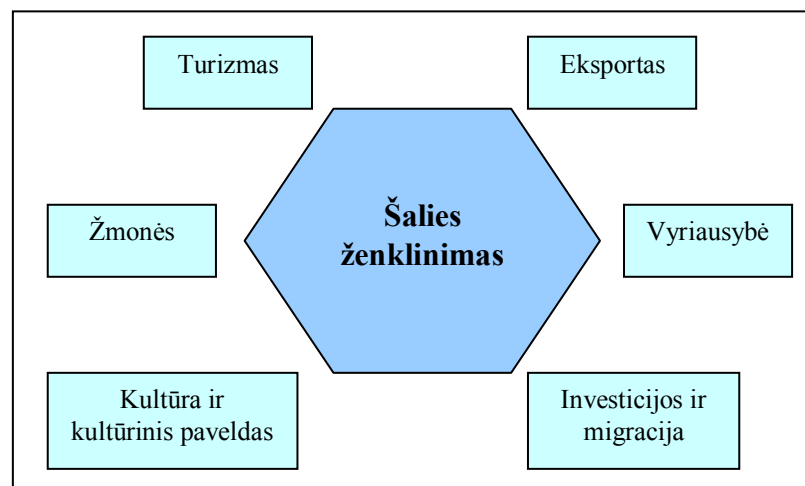 Turizmas
Eksportas
Šalies
ženklinimas
Žmonės
Vyriausybė
Kultūra ir
kultūrinis paveldas
Investicijos ir
migracija